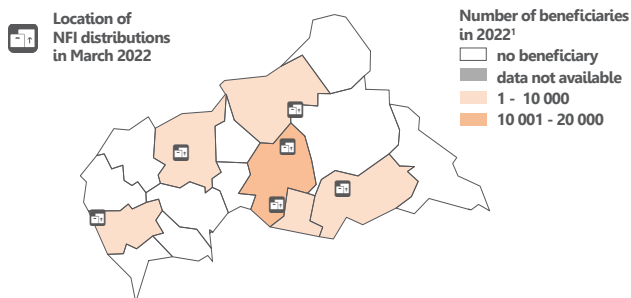 Location of
NFI distributions
in March 2022
Number of beneficiaries
in 2022¹
no beneficiary
data not available
1 - 10 000
10 001 - 20 000